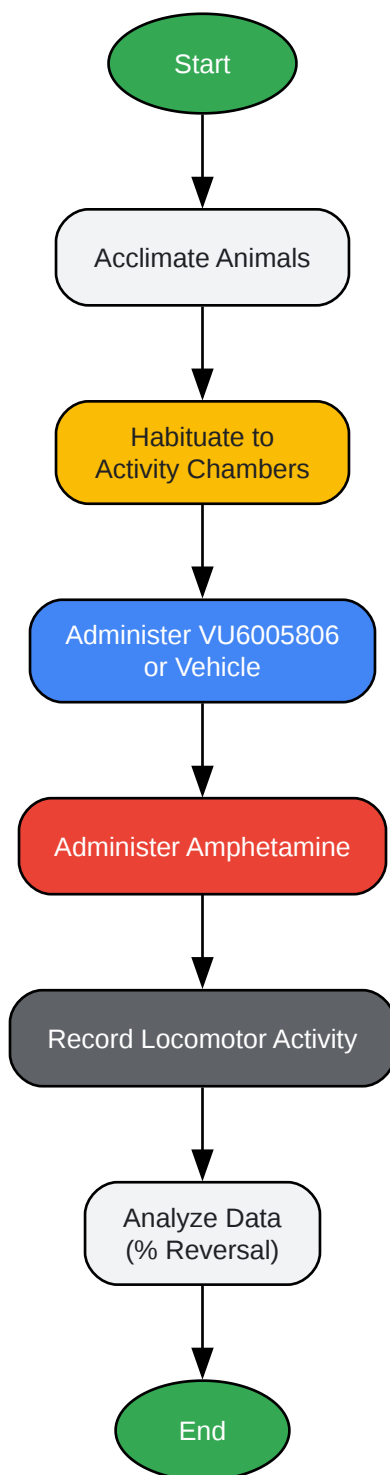 Start
Acclimate Animals
Habituate to
Activity Chambers
Administer VU6005806
or Vehicle
Administer Amphetamine
Record Locomotor Activity
Analyze Data
(% Reversal)
End